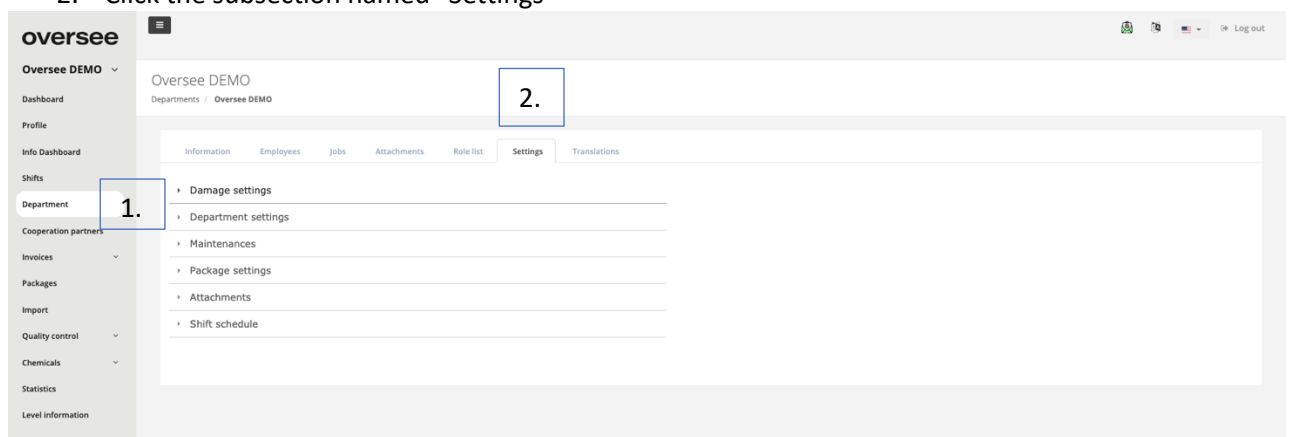 2. Click the subsection named "Settings"
oversee
Log out
Oversee DEMO
Dashboard
Profile
Info Dashboard
Shifts
Department
Cooperation partners
Invoices
Packages
Import
Quality control
Chemicals
Statistics
Level information
1.
Oversee DEMO
Departments / Oversee DEMO
2.
Information Employees Jobs Attachments Role list Settings Translations
Damage settings
Department settings
Maintenances
Package settings
Attachments
Shift schedule